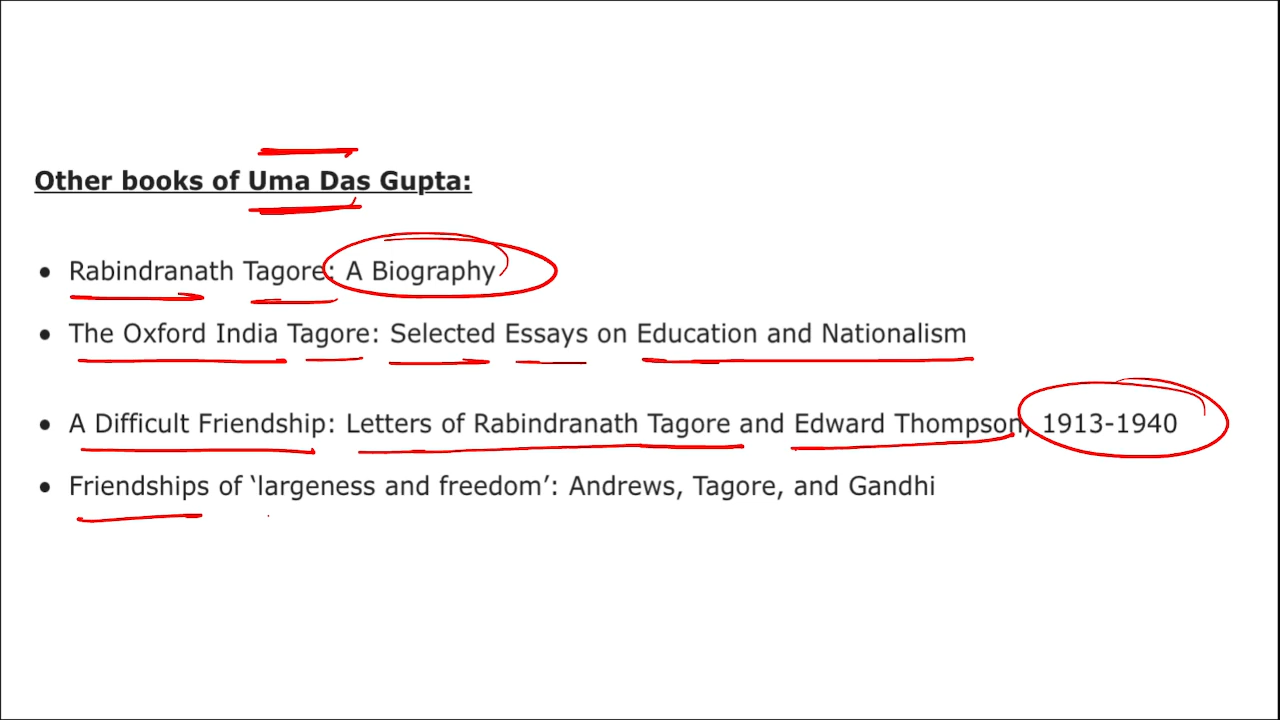 Other books of Uma Das Gupta:
• Rabindranath Tagore: A Biography
• The Oxford India Tagore: Selected Essays on Education and Nationalism
• A Difficult Friendship: Letters of Rabindranath Tagore and Edward Thompson, 1913-1940
• Friendships of ‘largeness and freedom’: Andrews, Tagore, and Gandhi